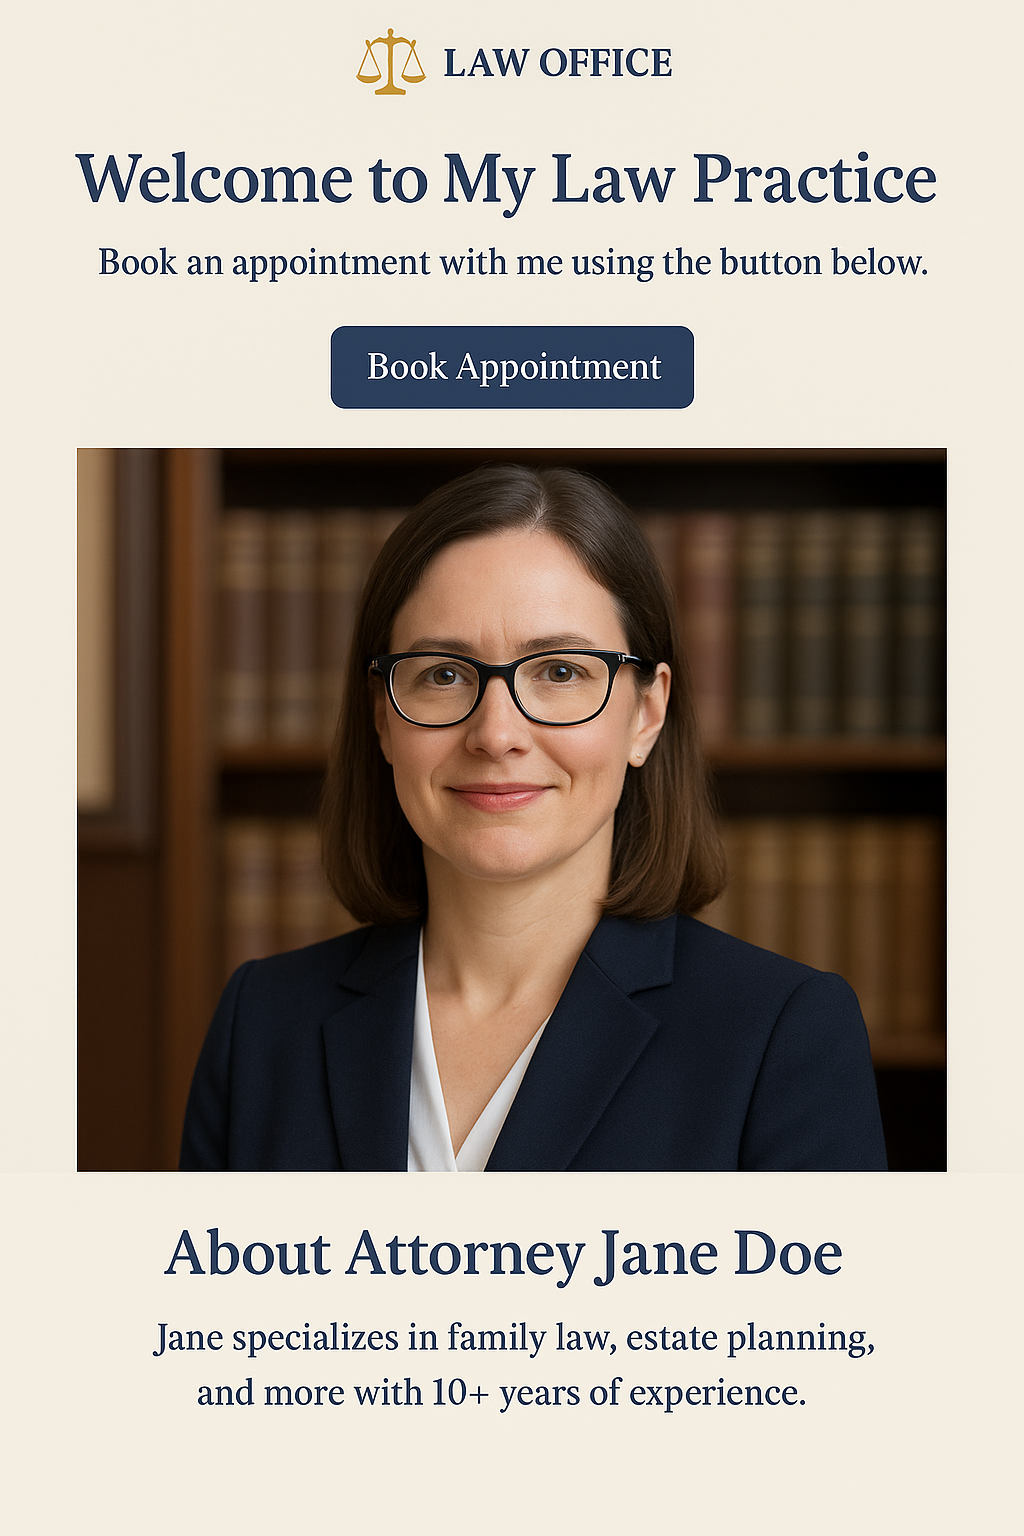 LAW OFFICE
Welcome to My Law Practice
Book an appointment with me using the button below.
Book Appointment
About Attorney Jane Doe
Jane specializes in family law, estate planning,
and more with 10+ years of experience.